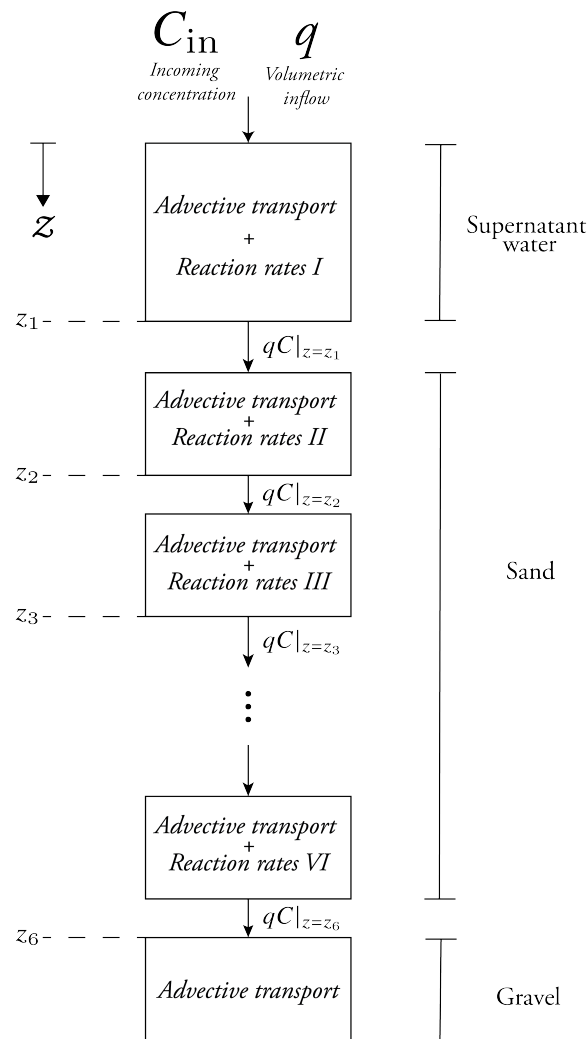 C_in q
Incoming
concentration
Volumetric
inflow
z
Advective transport
+
Reaction rates I
Supernatant
water
z_1
qC|_{z=z_1}
Advective transport
+
Reaction rates II
z_2
qC|_{z=z_2}
Advective transport
+
Reaction rates III
Sand
z_3
qC|_{z=z_3}
⋮
Advective transport
+
Reaction rates VI
qC|_{z=z_6}
z_6
Advective transport
Gravel